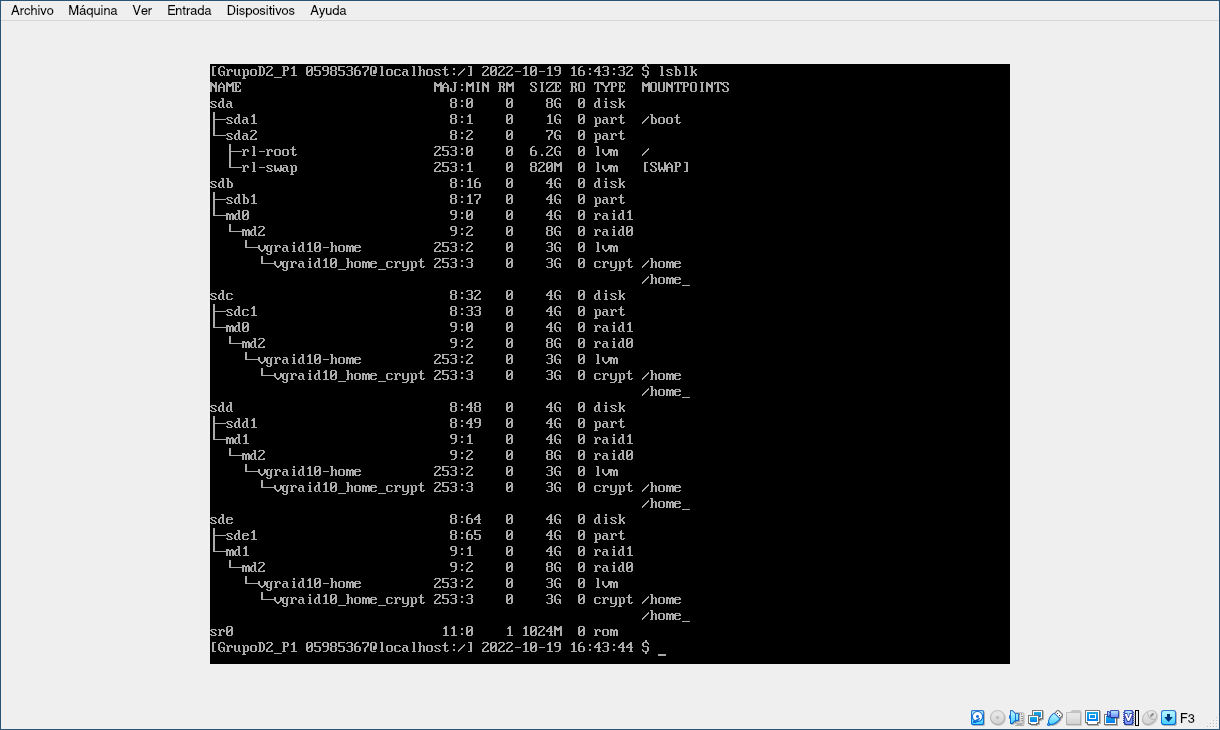 Archivo Máquina Ver Entrada Dispositivos Ayuda
[GrupoD2_P1 05985367@localhost:/] 2022-10-19 16:43:32 $ lsblk
NAME                        MAJ:MIN RM  SIZE RO TYPE  MOUNTPOINTS
sda                           8:0    0    8G  0 disk
├─sda1                        8:1    0    1G  0 part  /boot
└─sda2                        8:2    0    7G  0 part
  ├─rl-root                 253:0    0  6.2G  0 lvm   /
  └─rl-swap                 253:1    0  820M  0 lvm   [SWAP]
sdb                           8:16   0    4G  0 disk
├─sdb1                        8:17   0    4G  0 part
└─md0                         9:0    0    4G  0 raid1
  └─md2                       9:2    0    8G  0 raid0
    └─vgraid10-home         253:2    0    3G  0 lvm
      └─vgraid10_home_crypt 253:3    0    3G  0 crypt /home
                                                      /home_
sdc                           8:32   0    4G  0 disk
├─sdc1                        8:33   0    4G  0 part
└─md0                         9:0    0    4G  0 raid1
  └─md2                       9:2    0    8G  0 raid0
    └─vgraid10-home         253:2    0    3G  0 lvm
      └─vgraid10_home_crypt 253:3    0    3G  0 crypt /home
                                                      /home_
sdd                           8:48   0    4G  0 disk
├─sdd1                        8:49   0    4G  0 part
└─md1                         9:1    0    4G  0 raid1
  └─md2                       9:2    0    8G  0 raid0
    └─vgraid10-home         253:2    0    3G  0 lvm
      └─vgraid10_home_crypt 253:3    0    3G  0 crypt /home
                                                      /home_
sde                           8:64   0    4G  0 disk
├─sde1                        8:65   0    4G  0 part
└─md1                         9:1    0    4G  0 raid1
  └─md2                       9:2    0    8G  0 raid0
    └─vgraid10-home         253:2    0    3G  0 lvm
      └─vgraid10_home_crypt 253:3    0    3G  0 crypt /home
                                                      /home_
sr0                          11:0    1 1024M  0 rom
[GrupoD2_P1 05985367@localhost:/] 2022-10-19 16:43:44 $ _
F3